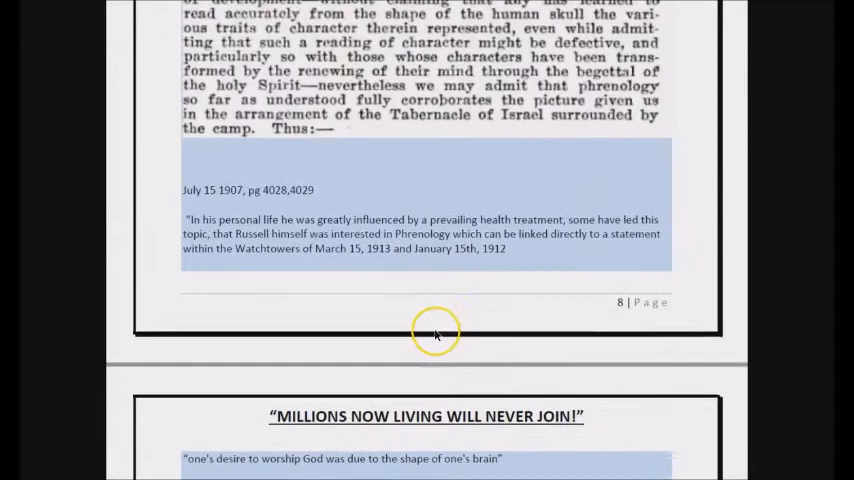 of development—without claiming that any has learned to
read accurately from the shape of the human skull the vari-
ous traits of character therein represented, even while admit-
ting that such a reading of character might be defective, and
particularly so with those whose characters have been trans-
formed by the renewing of their mind through the begettal of
the holy Spirit—nevertheless we may admit that phrenology
so far as understood fully corroborates the picture given us
in the arrangement of the Tabernacle of Israel surrounded by
the camp. Thus:—
July 15 1907, pg 4028,4029
“In his personal life he was greatly influenced by a prevailing health treatment, some have led this
topic, that Russell himself was interested in Phrenology which can be linked directly to a statement
within the Watchtowers of March 15, 1913 and January 15th, 1912
8 | Page
“MILLIONS NOW LIVING WILL NEVER JOIN!”
“one's desire to worship God was due to the shape of one's brain”